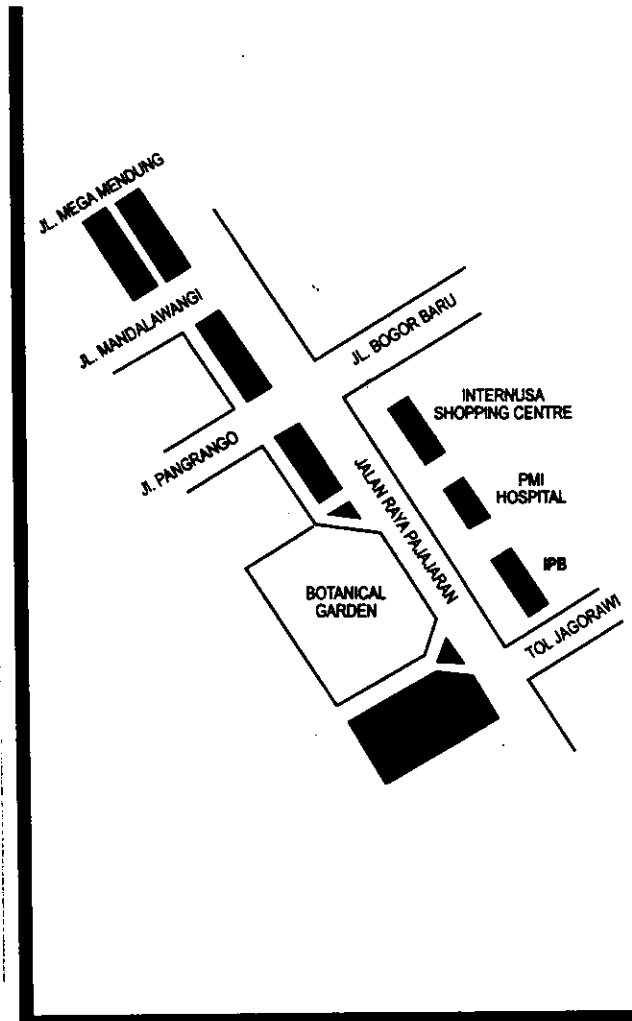 JL. MEGA MENDUNG
JL. MANDALAWANGI
JL. BOGOR BARU
INTERNUSA
SHOPPING CENTRE
Jl. PANGRANGO
JALAN RAYA PAJAJARAN
PMI
HOSPITAL
IPB
BOTANICAL
GARDEN
TOL JAGORAWI